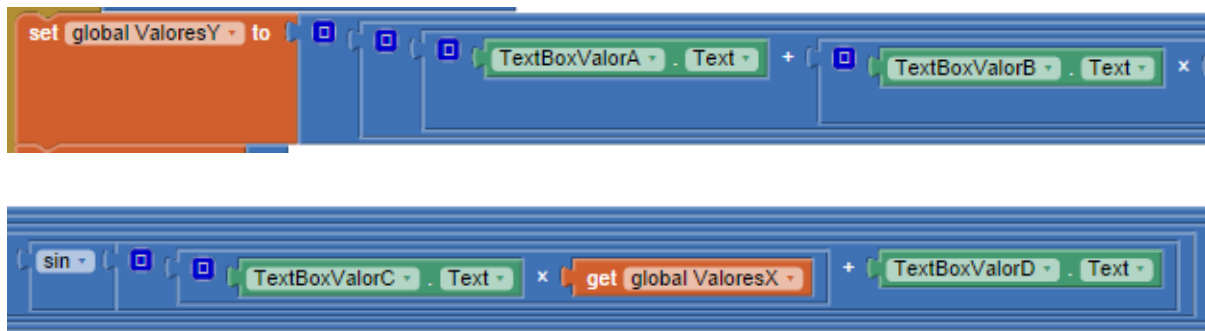 set global ValoresY to TextBoxValorA . Text + TextBoxValorB . Text ×
sin TextBoxValorC . Text × get global ValoresX + TextBoxValorD . Text